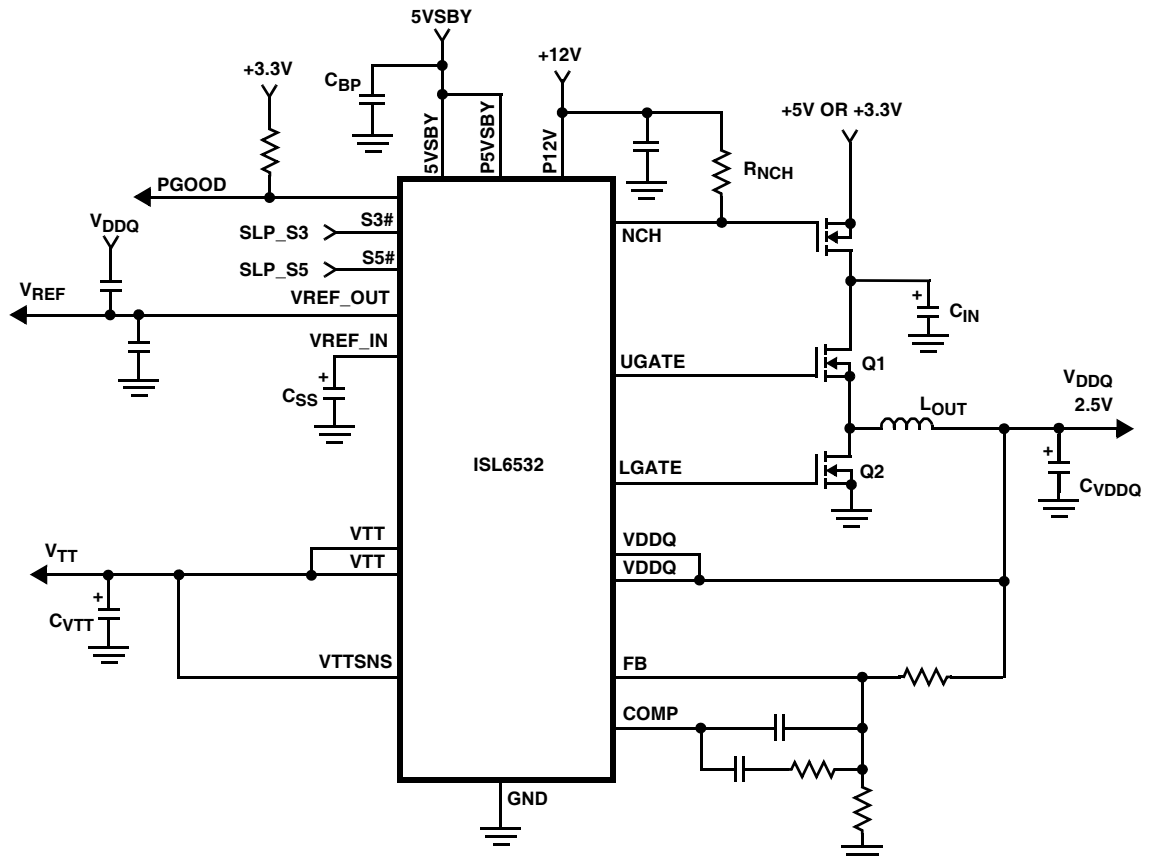 5VSBY
+12V
+3.3V
CBP
+5V OR +3.3V
5VSBY
P5VSBY
P12V
RNCH
PGOOD
VDDQ
SLP_S3
S3#
NCH
SLP_S5
S5#
VREF
VREF_OUT
+
CIN
VREF_IN
UGATE
Q1
+
CSS
VDDQ
2.5V
LOUT
ISL6532
LGATE
Q2
+
CVDDQ
VTT
VTT
VTT
VDDQ
VDDQ
+
CVTT
VTTSNS
FB
COMP
GND